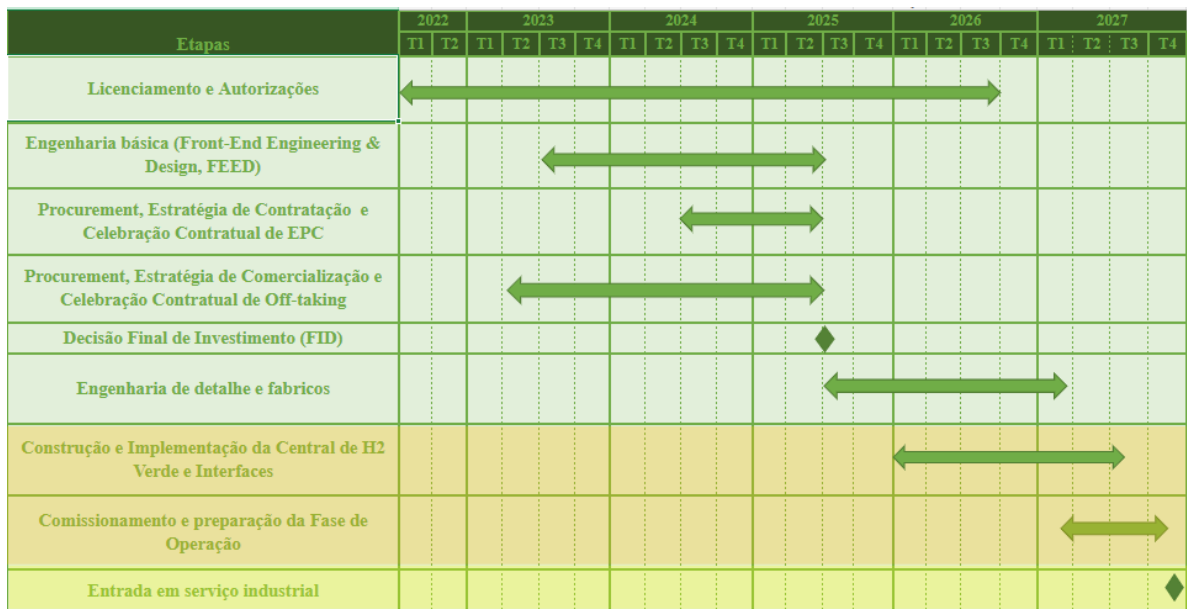 2022 2023 2024 2025 2026 2027
Etapas T1 T2 T1 T2 T3 T4 T1 T2 T3 T4 T1 T2 T3 T4 T1 T2 T3 T4 T1 T2 T3 T4
Licenciamento e Autorizações
Engenharia básica (Front-End Engineering &
Design, FEED)
Procurement, Estratégia de Contratação e
Celebração Contratual de EPC
Procurement, Estratégia de Comercialização e
Celebração Contratual de Off-taking
Decisão Final de Investimento (FID)
Engenharia de detalhe e fabricos
Construção e Implementação da Central de H2
Verde e Interfaces
Comissionamento e preparação da Fase de
Operação
Entrada em serviço industrial